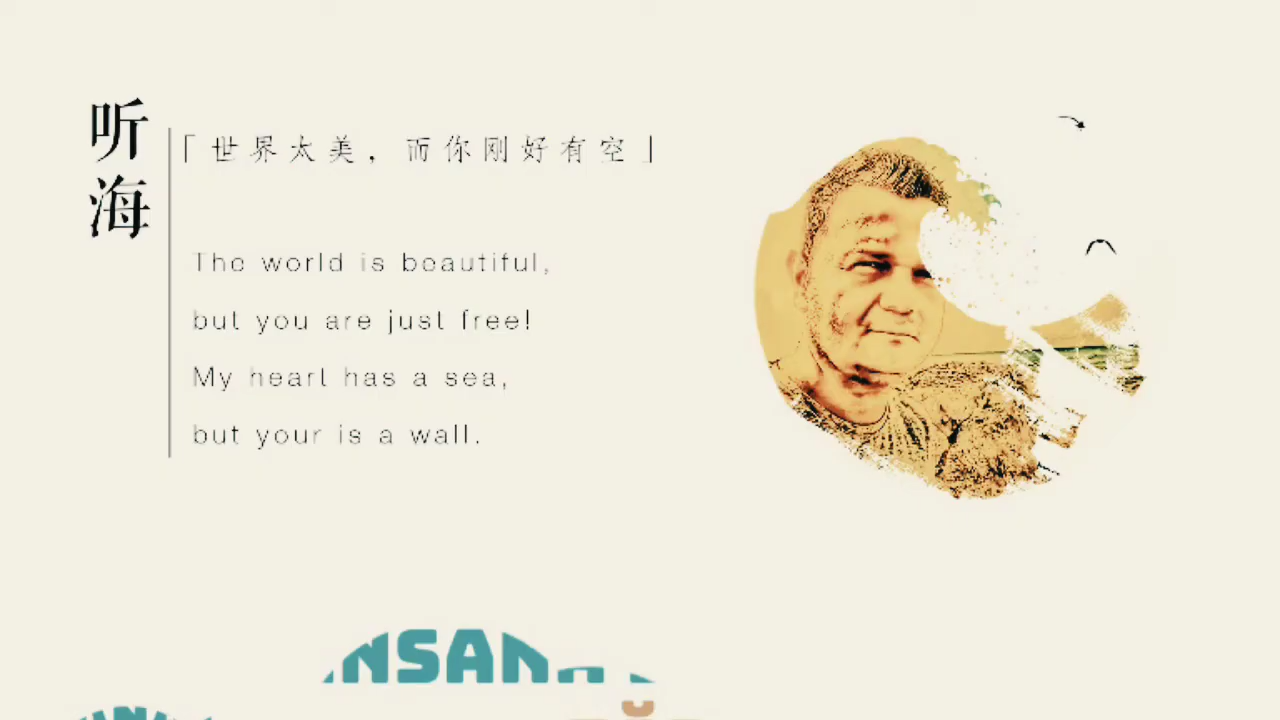 听海
「世界太美，而你刚好有空」
The world is beautiful,
but you are just free!
My heart has a sea,
but your is a wall.